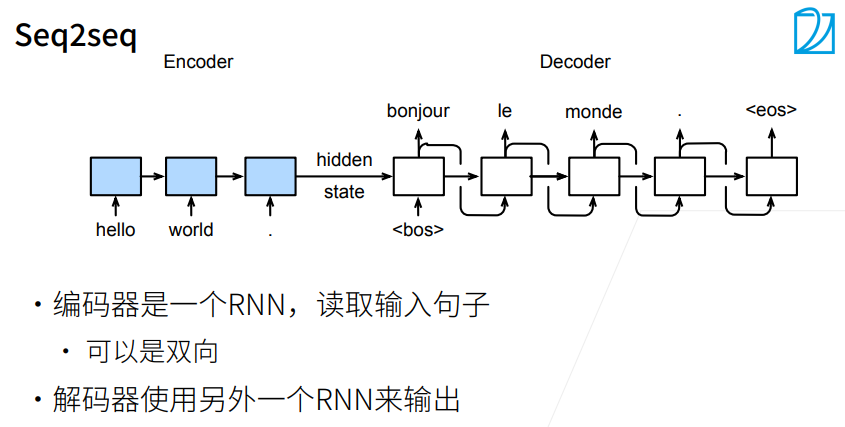 Seq2seq
Encoder
Decoder
bonjour
le
monde
.
<eos>
hidden
state
hello
world
.
<bos>
• 编码器是一个RNN，读取输入句子
• 可以是双向
• 解码器使用另外一个RNN来输出